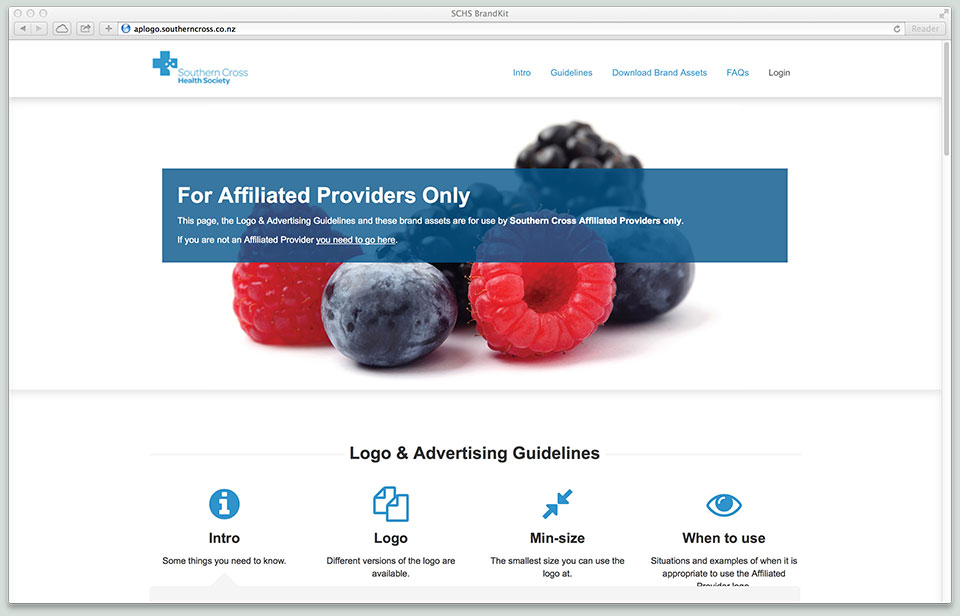 SCHS BrandKit
aplogo.southerncross.co.nz
Reader
Southern Cross
Health Society
Intro
Guidelines
Download Brand Assets
FAQs
Login
For Affiliated Providers Only
This page, the Logo & Advertising Guidelines and these brand assets are for use by Southern Cross Affiliated Providers only.
If you are not an Affiliated Provider you need to go here.
Logo & Advertising Guidelines
Intro
Some things you need to know.
Logo
Different versions of the logo are
available.
Min-size
The smallest size you can use the
logo at.
When to use
Situations and examples of when it is
appropriate to use the Affiliated
Provider logo